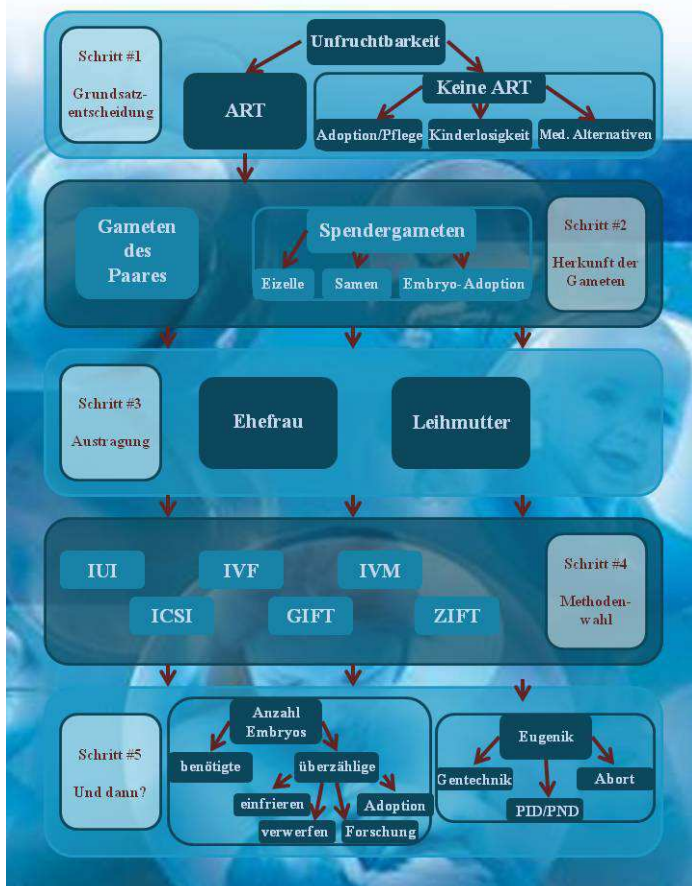 Schritt #1
Grundsatz-
entscheidung
Unfruchtbarkeit
ART
Keine ART
Adoption/Pflege
Kinderlosigkeit
Med. Alternativen
Gameten
des
Paares
Spendergameten
Eizelle
Samen
Embryo-Adoption
Schritt #2
Herkunft der
Gameten
Schritt #3
Austragung
Ehefrau
Leihmutter
IUI
IVF
IVM
ICSI
GIFT
ZIFT
Schritt #4
Methoden-
wahl
Schritt #5
Und dann?
Anzahl
Embryos
benötigte
überzählige
einfrieren
Adoption
verwerfen
Forschung
Eugenik
Gentechnik
Abort
PID/PND